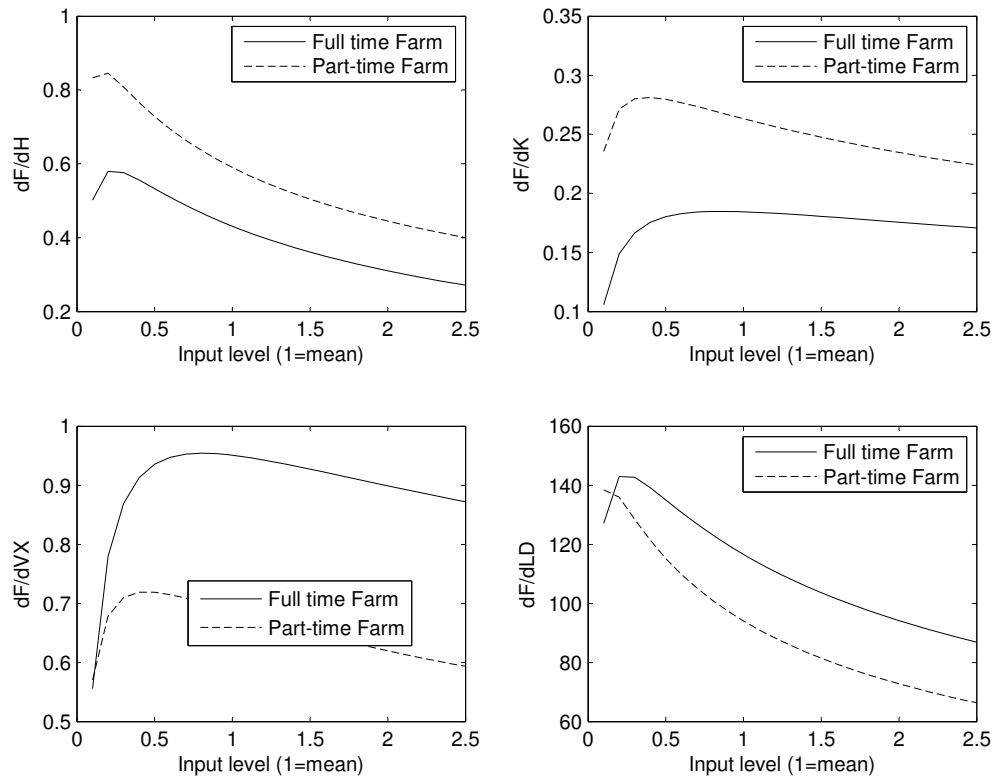 1
0.8
0.6
0.4
0.2
dF/dH
0 0.5 1 1.5 2 2.5
Input level (1=mean)
Full time Farm
Part-time Farm
0.35
0.3
0.25
0.2
0.15
0.1
dF/dK
0 0.5 1 1.5 2 2.5
Input level (1=mean)
Full time Farm
Part-time Farm
1
0.9
0.8
0.7
0.6
0.5
dF/dVX
0 0.5 1 1.5 2 2.5
Input level (1=mean)
Full time Farm
Part-time Farm
160
140
120
100
80
60
dF/dLD
0 0.5 1 1.5 2 2.5
Input level (1=mean)
Full time Farm
Part-time Farm